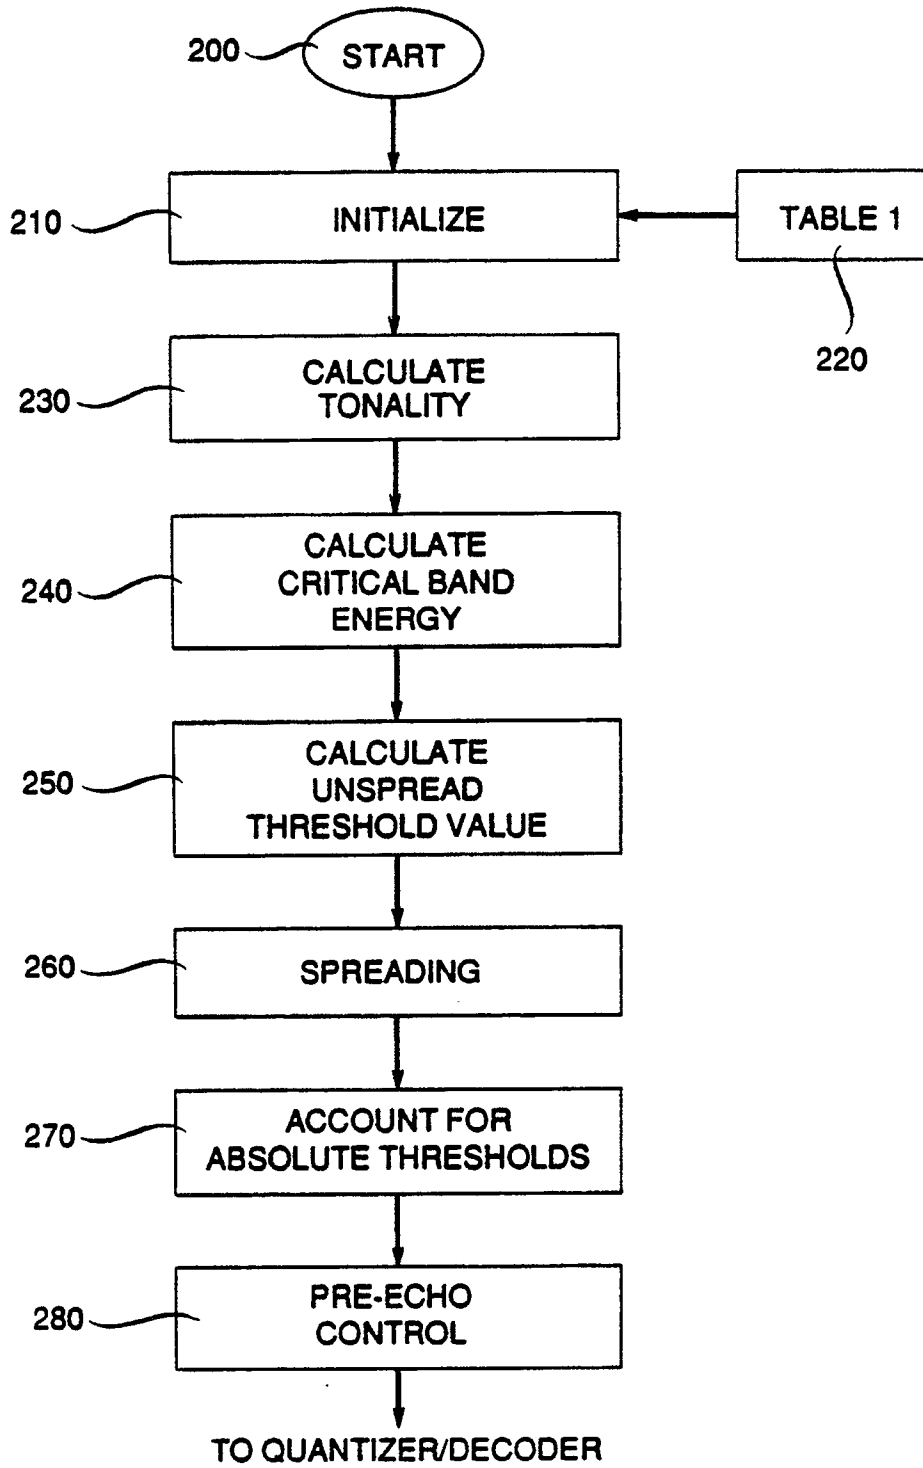 200
START
210
INITIALIZE
TABLE 1
220
230
CALCULATE
TONALITY
240
CALCULATE
CRITICAL BAND
ENERGY
250
CALCULATE
UNSPREAD
THRESHOLD VALUE
260
SPREADING
270
ACCOUNT FOR
ABSOLUTE THRESHOLDS
280
PRE-ECHO
CONTROL
TO QUANTIZER/DECODER